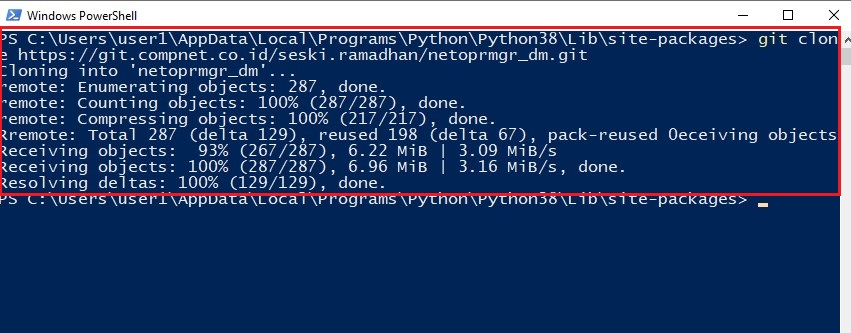 Windows PowerShell
PS C:\Users\user1\AppData\Local\Programs\Python\Python38\Lib\site-packages> git clon
e https://git.compnet.co.id/seski.ramadhan/netoprmgr_dm.git
Cloning into 'netoprmgr_dm'...
remote: Enumerating objects: 287, done.
remote: Counting objects: 100% (287/287), done.
remote: Compressing objects: 100% (217/217), done.
Rremote: Total 287 (delta 129), reused 198 (delta 67), pack-reused 0eceiving objects
Receiving objects:  93% (267/287), 6.22 MiB | 3.09 MiB/s
Receiving objects: 100% (287/287), 6.96 MiB | 3.16 MiB/s, done.
Resolving deltas: 100% (129/129), done.
PS C:\Users\user1\AppData\Local\Programs\Python\Python38\Lib\site-packages>